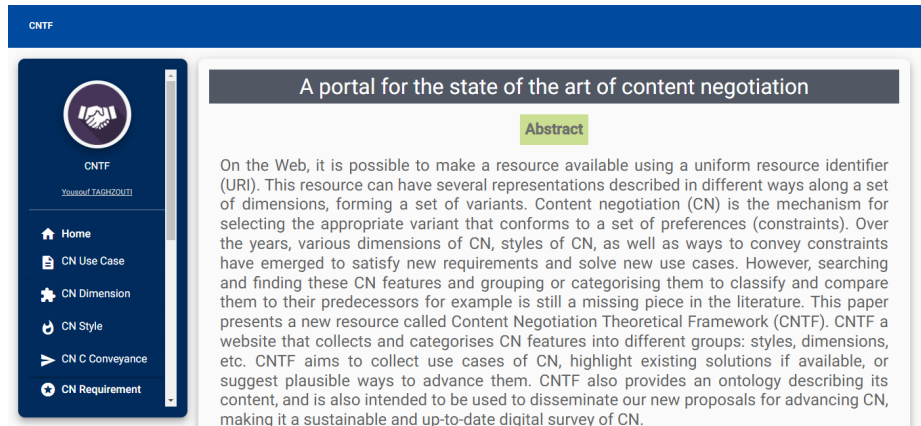 CNTF
CNTF
Yousouf TAGHZOUTI
Home
CN Use Case
CN Dimension
CN Style
CN C Conveyance
CN Requirement
A portal for the state of the art of content negotiation
Abstract
On the Web, it is possible to make a resource available using a uniform resource identifier
(URI). This resource can have several representations described in different ways along a set
of dimensions, forming a set of variants. Content negotiation (CN) is the mechanism for
selecting the appropriate variant that conforms to a set of preferences (constraints). Over
the years, various dimensions of CN, styles of CN, as well as ways to convey constraints
have emerged to satisfy new requirements and solve new use cases. However, searching
and finding these CN features and grouping or categorising them to classify and compare
them to their predecessors for example is still a missing piece in the literature. This paper
presents a new resource called Content Negotiation Theoretical Framework (CNTF). CNTF a
website that collects and categorises CN features into different groups: styles, dimensions,
etc. CNTF aims to collect use cases of CN, highlight existing solutions if available, or
suggest plausible ways to advance them. CNTF also provides an ontology describing its
content, and is also intended to be used to disseminate our new proposals for advancing CN,
making it a sustainable and up-to-date digital survey of CN.